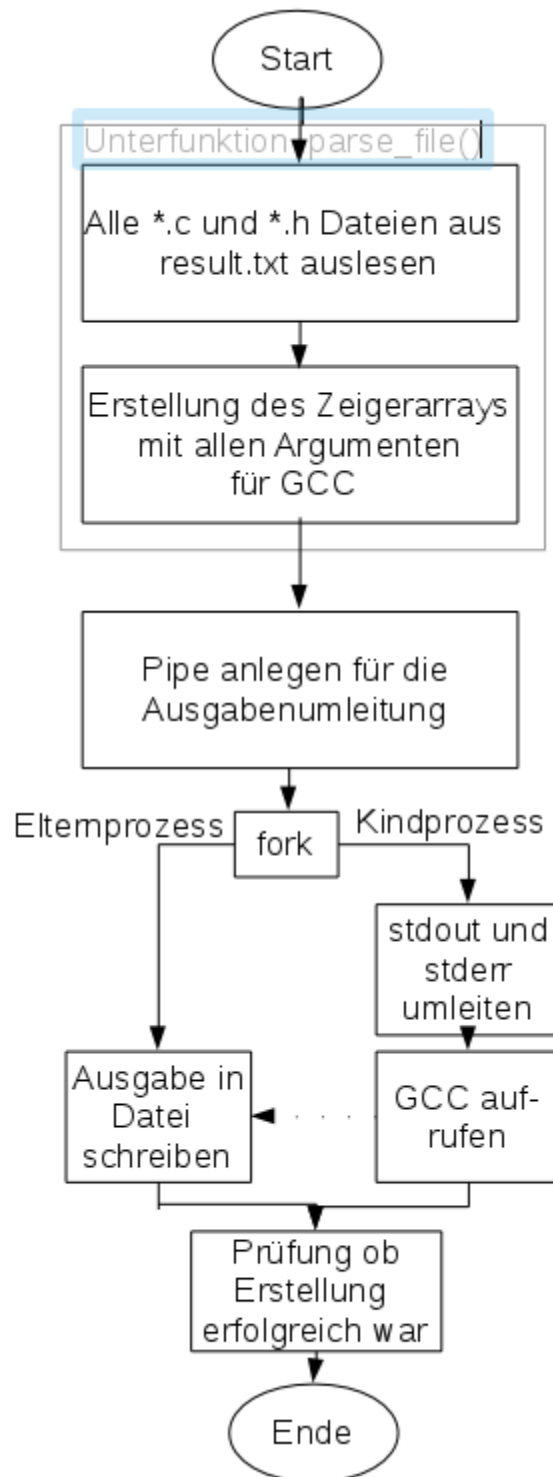 Start
Unterfunktion parse_file()
Alle *.c und *.h Dateien aus
result.txt auslesen
Erstellung des Zeigerarrays
mit allen Argumenten
für GCC
Pipe anlegen für die
Ausgabenumleitung
Elternprozess
fork
Kindprozess
stdout und
stderr
umleiten
Ausgabe in
Datei
schreiben
GCC auf-
rufen
Prüfung ob
Erstellung
erfolgreich war
Ende